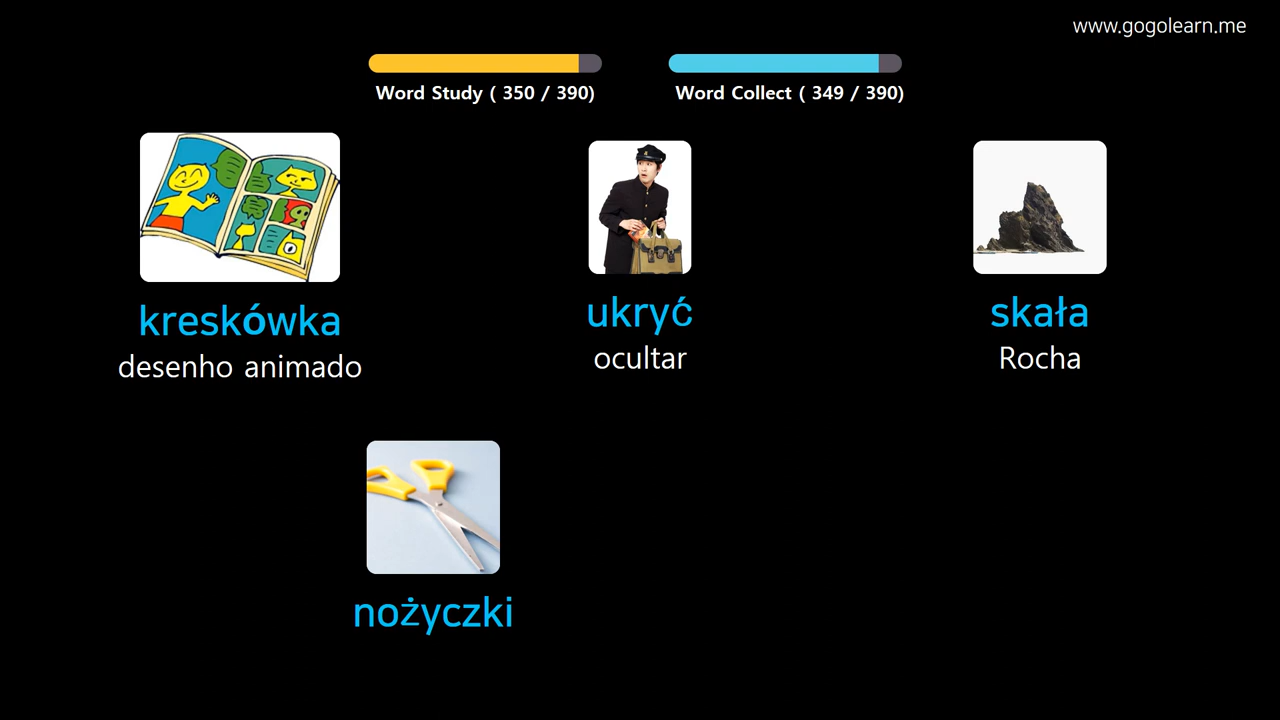 www.gogolearn.me
Word Study ( 350 / 390)
Word Collect ( 349 / 390)
kreskówka
desenho animado
ukryć
ocultar
skała
Rocha
nożyczki